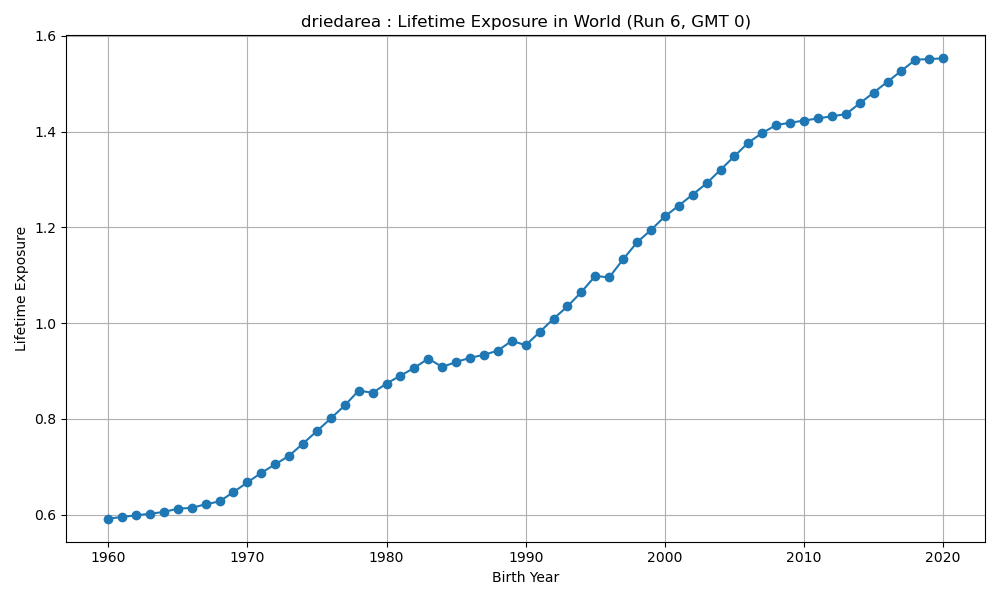 driedarea : Lifetime Exposure in World (Run 6, GMT 0)
1.6
1.4
1.2
1.0
0.8
0.6
Lifetime Exposure
1960 1970 1980 1990 2000 2010 2020
Birth Year